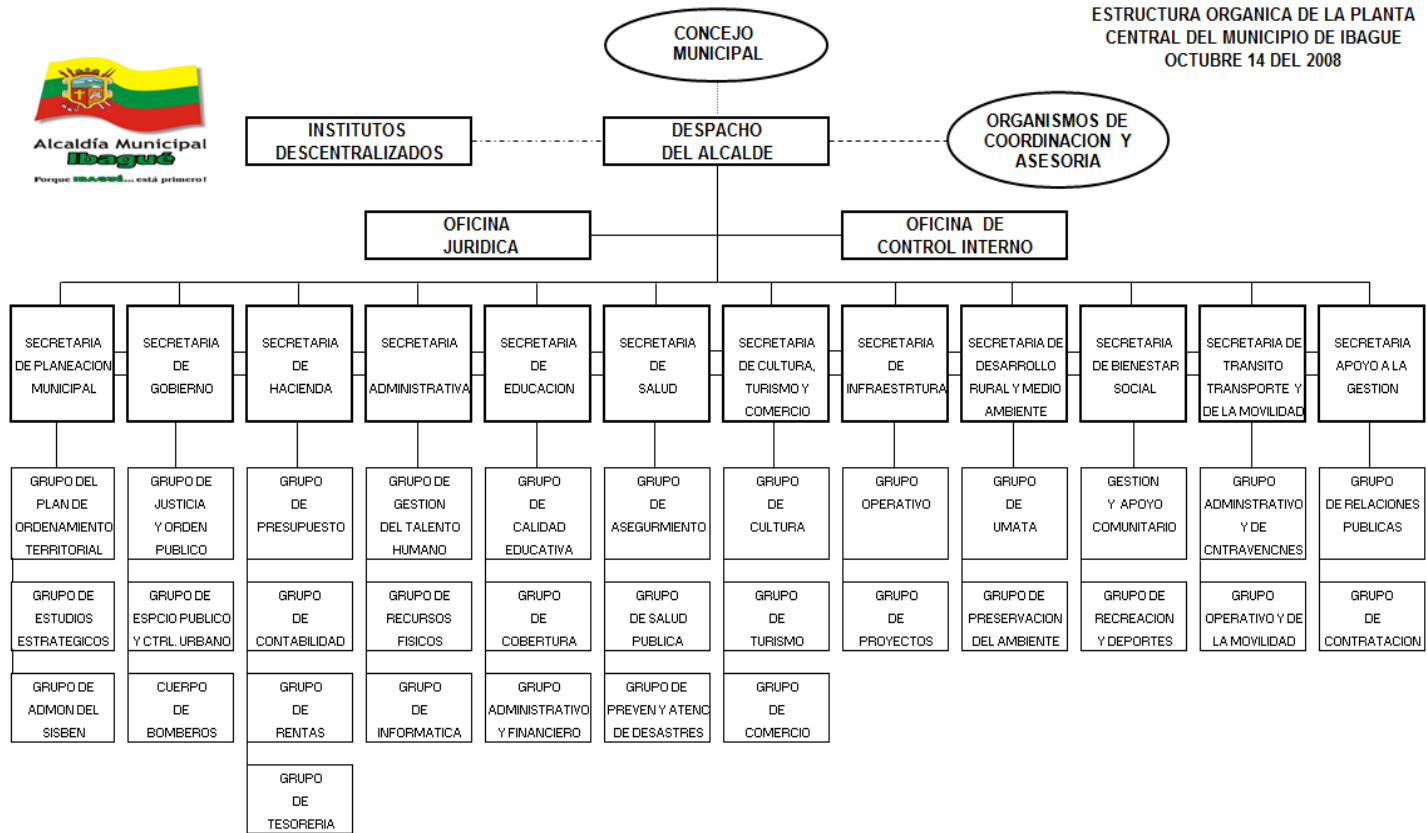 CONCEJO
MUNICIPAL
ESTRUCTURA ORGANICA DE LA PLANTA
CENTRAL DEL MUNICIPIO DE IBAGUE
OCTUBRE 14 DEL 2008
Alcaldía Municipal
Ibagué
Porque IBAGUÉ... está primero!
INSTITUTOS
DESCENTRALIZADOS
DESPACHO
DEL ALCALDE
ORGANISMOS DE
COORDINACION Y
ASESORIA
OFICINA
JURIDICA
OFICINA DE
CONTROL INTERNO
SECRETARIA
DE PLANEACION
MUNICIPAL
SECRETARIA
DE
GOBIERNO
SECRETARIA
DE
HACIENDA
SECRETARIA
ADMINISTRATIVA
SECRETARIA
DE
EDUCACION
SECRETARIA
DE
SALUD
SECRETARIA
DE CULTURA,
TURISMO Y
COMERCIO
SECRETARIA
DE
INFRAESTRTURA
SECRETARIA DE
DESARROLLO
RURAL Y MEDIO
AMBIENTE
SECRETARIA
DE BIENESTAR
SOCIAL
SECRETARIA DE
TRANSITO
TRANSPORTE Y
DE LA MOVILIDAD
SECRETARIA
APOYO A LA
GESTION
GRUPO DEL
PLAN DE
ORDENAMIENTO
TERRITORIAL
GRUPO DE
JUSTICIA
Y ORDEN
PUBLICO
GRUPO
DE
PRESUPUESTO
GRUPO DE
GESTION
DEL TALENTO
HUMANO
GRUPO
DE
CALIDAD
EDUCATIVA
GRUPO
DE
ASEGURMIENTO
GRUPO
DE
CULTURA
GRUPO
OPERATIVO
GRUPO
DE
UMATA
GESTION
Y APOYO
COMUNITARIO
GRUPO
ADMINSTRATIVO
Y DE
CNTRAVENCNES
GRUPO
DE RELACIONES
PUBLICAS
GRUPO DE
ESTUDIOS
ESTRATEGICOS
GRUPO DE
ESPCIO PUBLICO
Y CTRL. URBANO
GRUPO
DE
CONTABILIDAD
GRUPO DE
RECURSOS
FISICOS
GRUPO
DE
COBERTURA
GRUPO
DE SALUD
PUBLICA
GRUPO
DE
TURISMO
GRUPO
DE
PROYECTOS
GRUPO DE
PRESERVACION
DEL AMBIENTE
GRUPO DE
RECREACION
Y DEPORTES
GRUPO
OPERATIVO Y DE
LA MOVILIDAD
GRUPO
DE
CONTRATACION
GRUPO DE
ADMON DEL
SISBEN
CUERPO
DE
BOMBEROS
GRUPO
DE
RENTAS
GRUPO
DE
INFORMATICA
GRUPO
ADMINISTRATIVO
Y FINANCIERO
GRUPO DE
PREVEN Y ATENC
DE DESASTRES
GRUPO
DE
COMERCIO
GRUPO
DE
TESORERIA